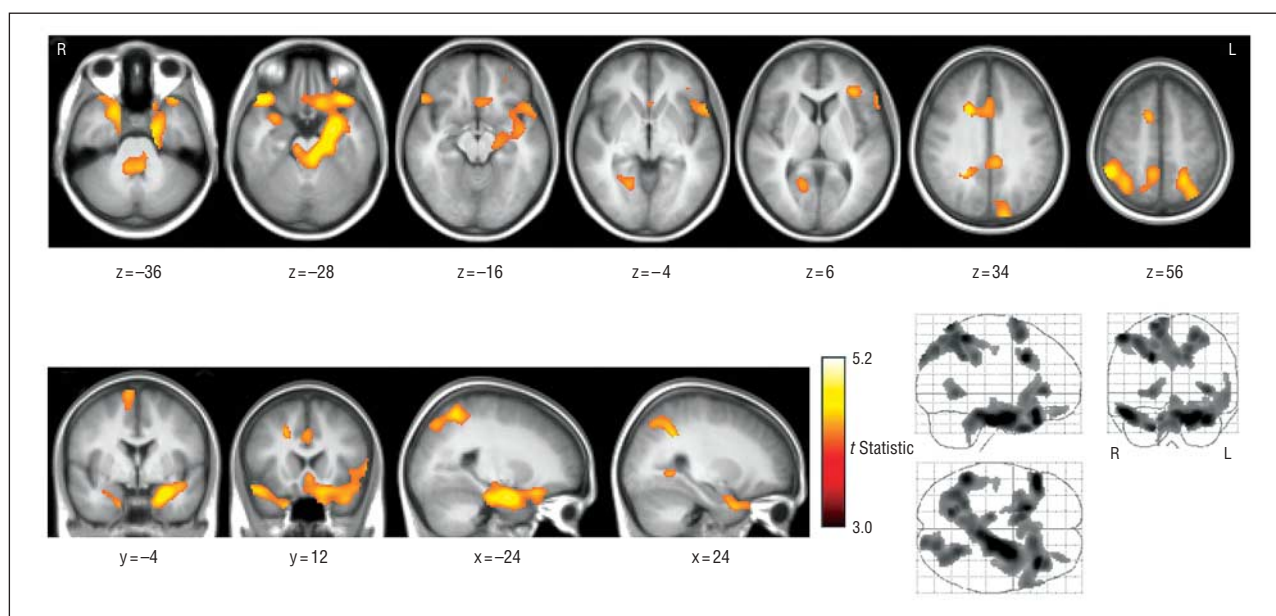 R L
z=–36 z=–28 z=–16 z=–4 z=6 z=34 z=56
5.2
t Statistic
3.0
R L
y=–4 y=12 x=–24 x=24